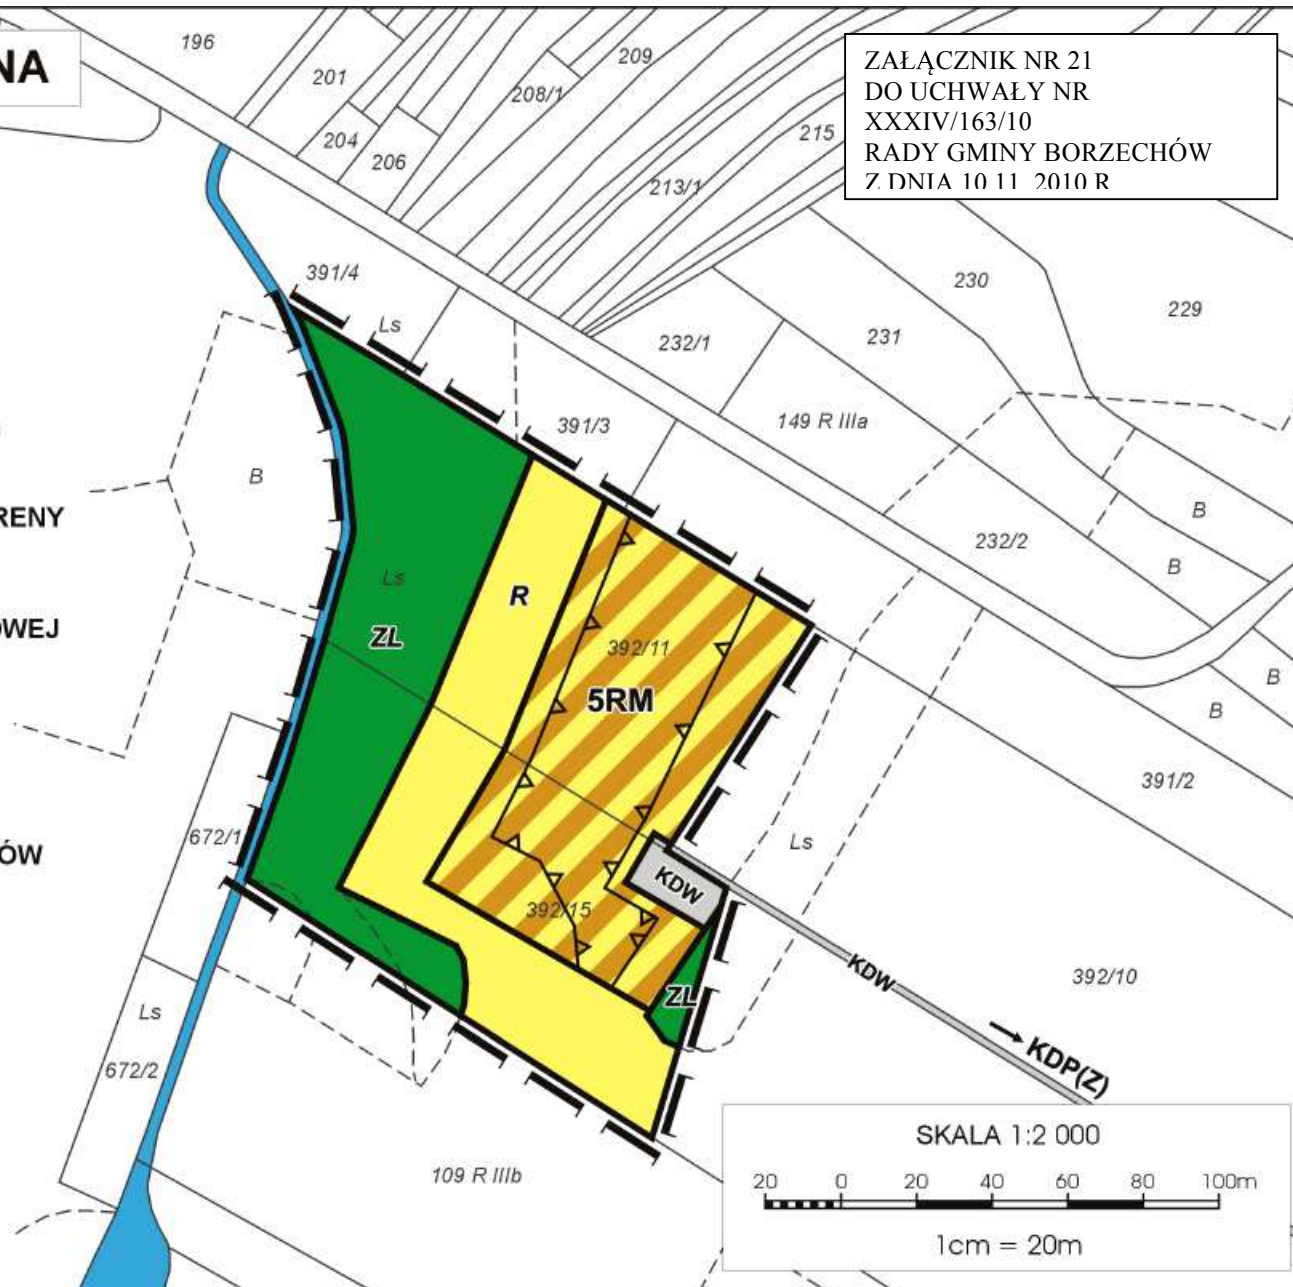 NA
ZAŁĄCZNIK NR 21
DO UCHWAŁY NR
XXXIV/163/10
RADY GMINY BORZECHÓW
Z DNIA 10 11 2010 R
196
201
204
206
208/1
209
213/1
215
230
229
231
232/1
391/4
Ls
391/3
149 R IIIa
232/2
B
B
B
B
B
RENY
OWEJ
ÓW
Ls
ZL
R
392/11
5RM
391/2
Ls
672/1
KDW
392/15
ZL
KDW
392/10
KDP(Z)
Ls
672/2
109 R IIIb
SKALA 1:2 000
20 0 20 40 60 80 100m
1cm = 20m